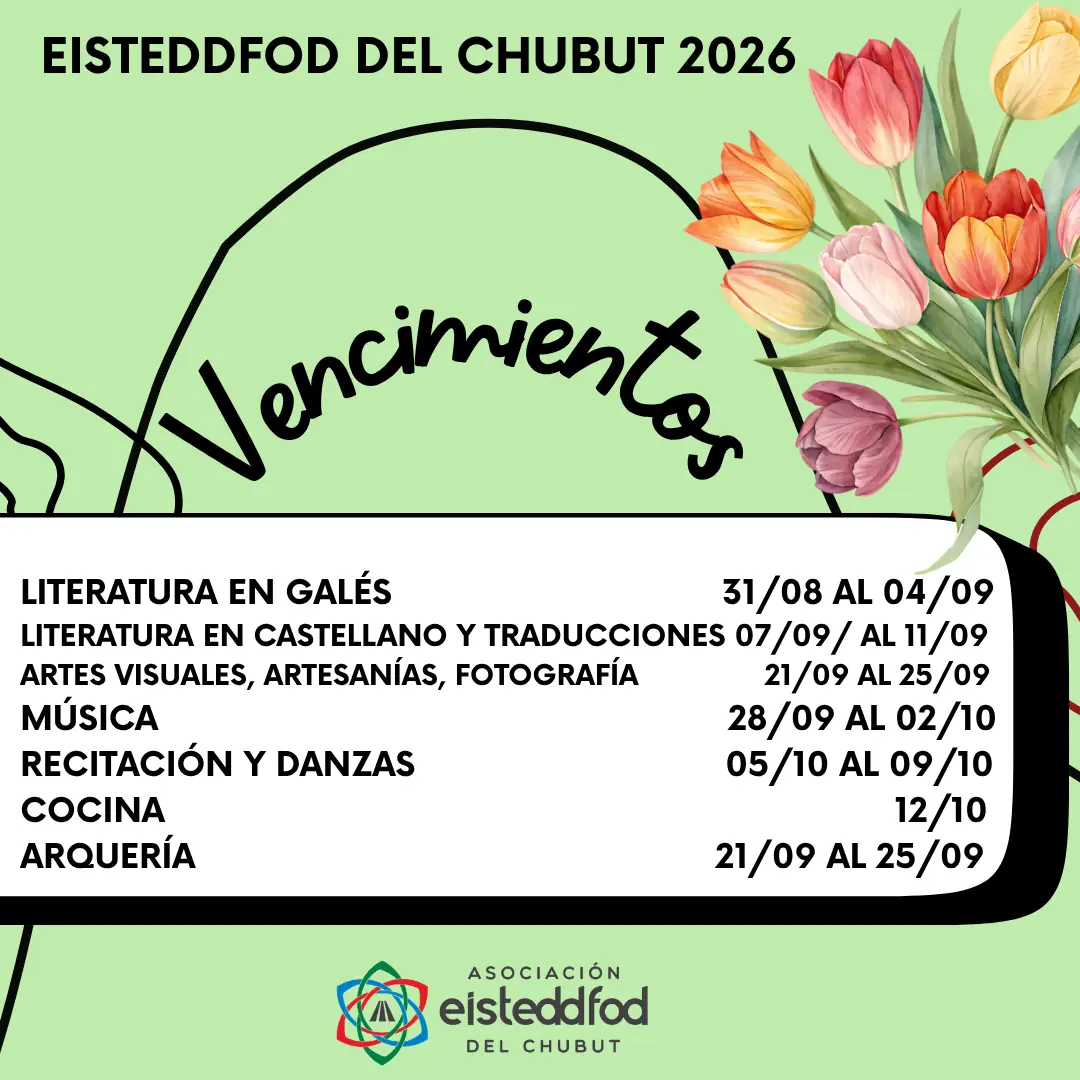 EISTEDDFOD DEL CHUBUT 2026
Vencimientos
LITERATURA EN GALÉS 31/08 AL 04/09
LITERATURA EN CASTELLANO Y TRADUCCIONES 07/09/ AL 11/09
ARTES VISUALES, ARTESANÍAS, FOTOGRAFÍA 21/09 AL 25/09
MÚSICA 28/09 AL 02/10
RECITACIÓN Y DANZAS 05/10 AL 09/10
COCINA 12/10
ARQUERÍA 21/09 AL 25/09
ASOCIACIÓN
eisteddfod
DEL CHUBUT